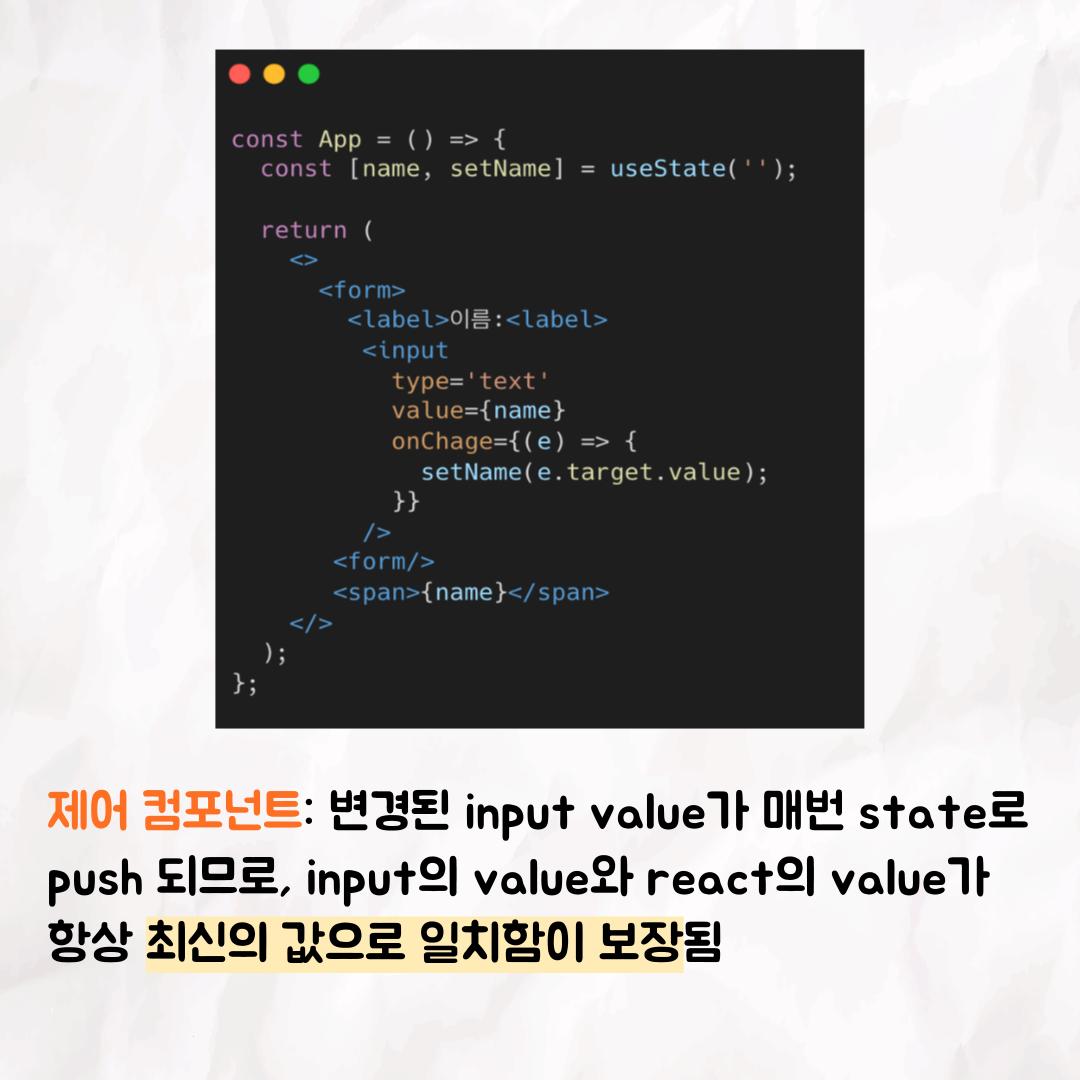 const App = () => {
  const [name, setName] = useState('');

  return (
    <>
      <form>
        <label>이름:<label>
         <input
           type='text'
           value={name}
           onChage={(e) => {
             setName(e.target.value);
           }}
         />
       <form/>
       <span>{name}</span>
    </>
  );
};
제어 컴포넌트: 변경된 input value가 매번 state로
push 되므로, input의 value와 react의 value가
항상 최신의 값으로 일치함이 보장됨